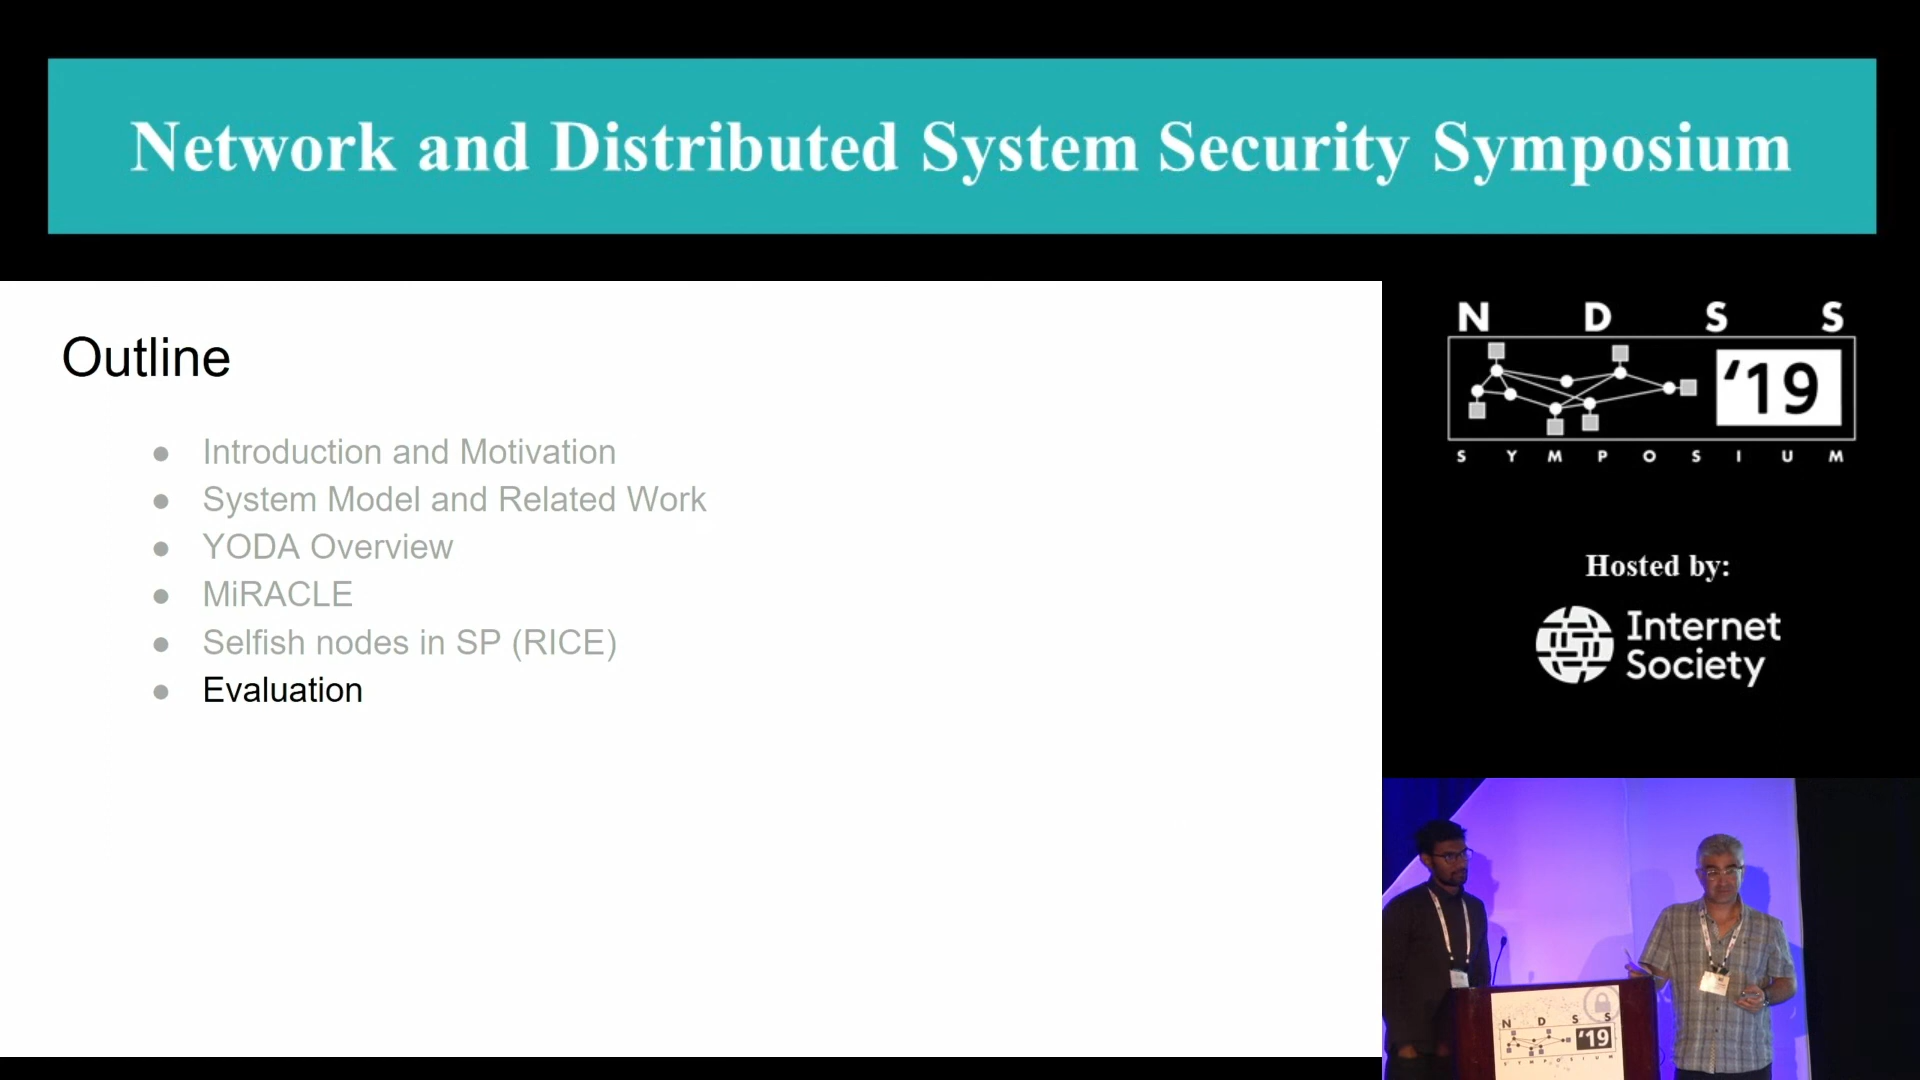 Network and Distributed System Security Symposium
Outline
● Introduction and Motivation
● System Model and Related Work
● YODA Overview
● MiRACLE
● Selfish nodes in SP (RICE)
● Evaluation
N D S S
'19
S Y M P O S I U M
Hosted by:
Internet
Society
N D S S
'19
S Y M P O S I U M